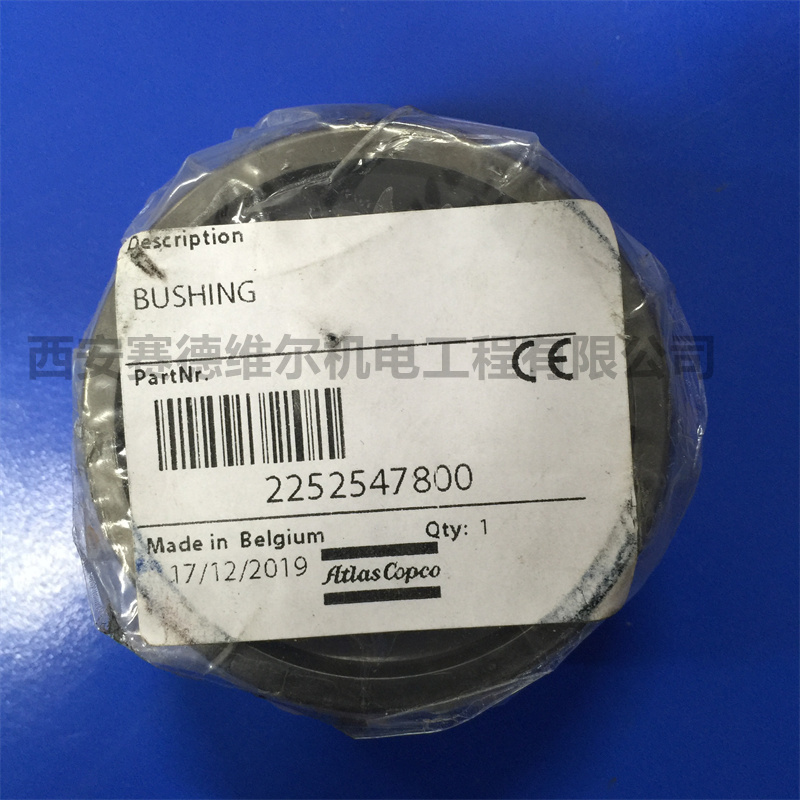 Description
BUSHING
西安赛德维尔机电工程有限公司
PartNr.
CE
2252547800
Made in Belgium
Qty: 1
17/12/2019
Atlas Copco